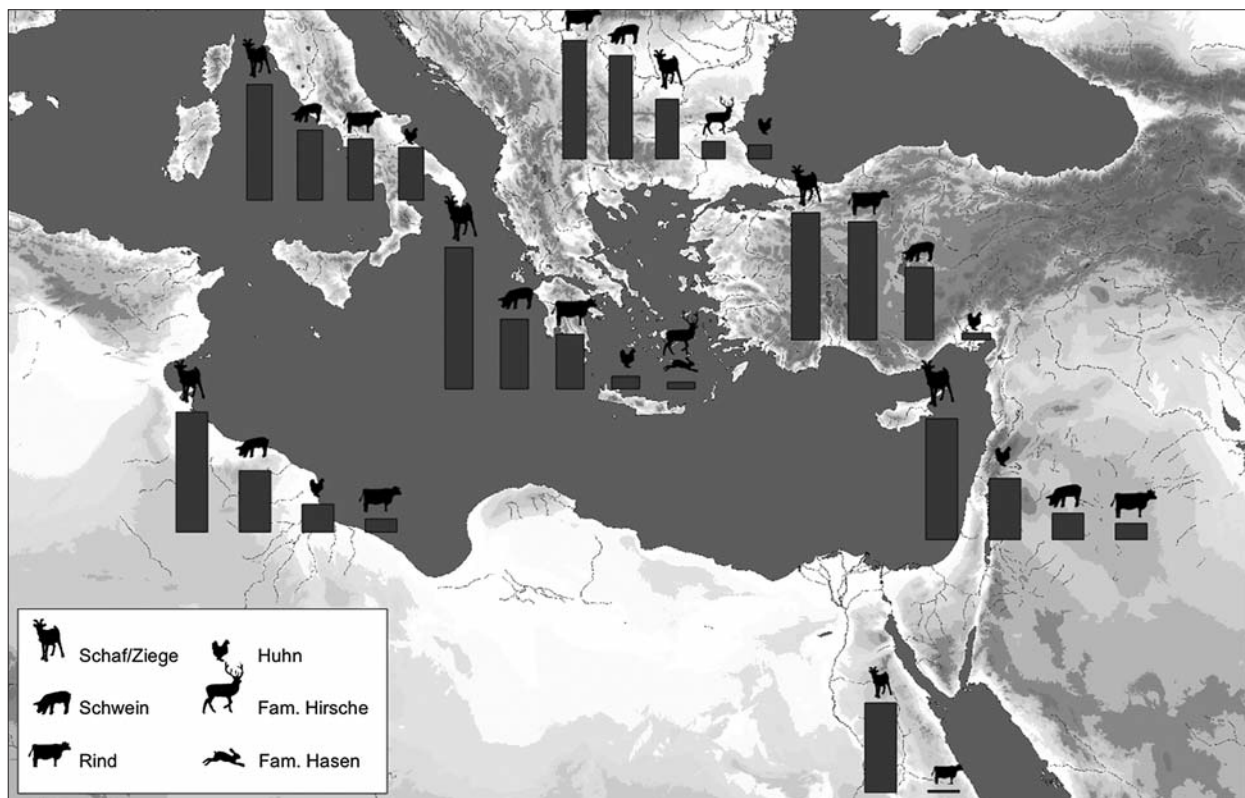 Schaf/Ziege
Huhn
Schwein
Fam. Hirsche
Rind
Fam. Hasen